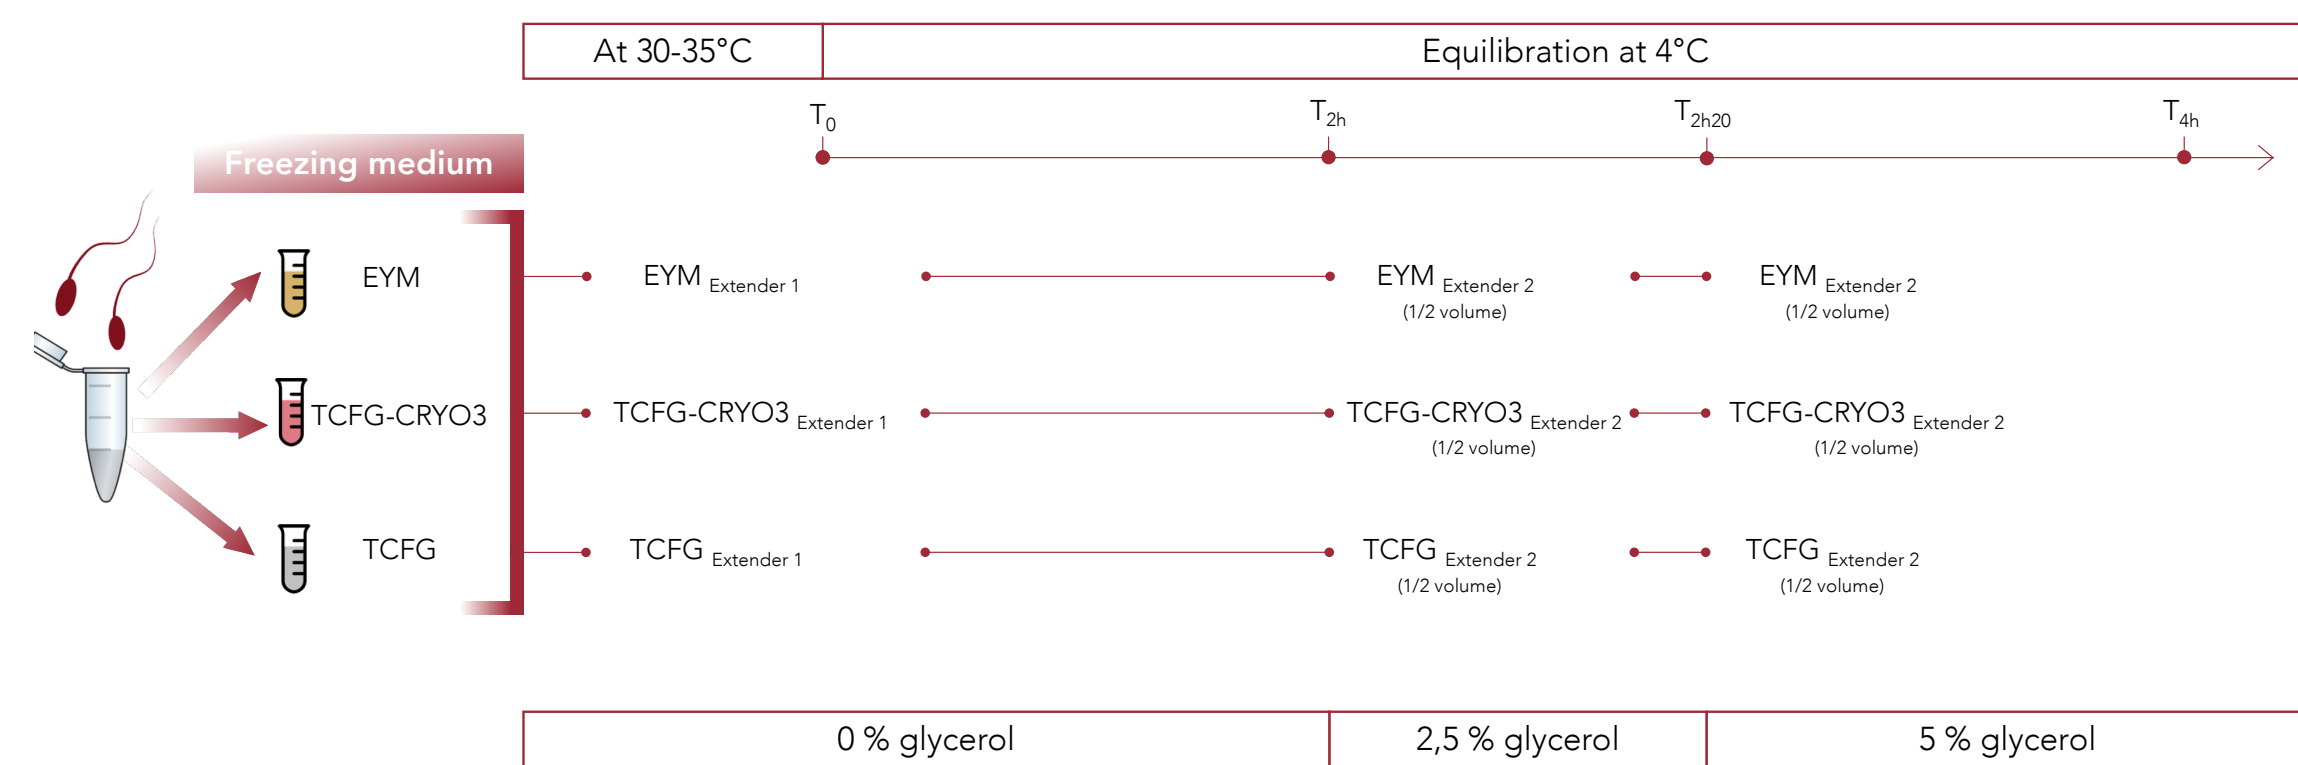 At 30-35°C
Equilibration at 4°C
T0
T2h
T2h20
T4h
Freezing medium
EYM
EYM Extender 1
EYM Extender 2
(1/2 volume)
EYM Extender 2
(1/2 volume)
TCFG-CRYO3
TCFG-CRYO3 Extender 1
TCFG-CRYO3 Extender 2
(1/2 volume)
TCFG-CRYO3 Extender 2
(1/2 volume)
TCFG
TCFG Extender 1
TCFG Extender 2
(1/2 volume)
TCFG Extender 2
(1/2 volume)
0 % glycerol
2,5 % glycerol
5 % glycerol